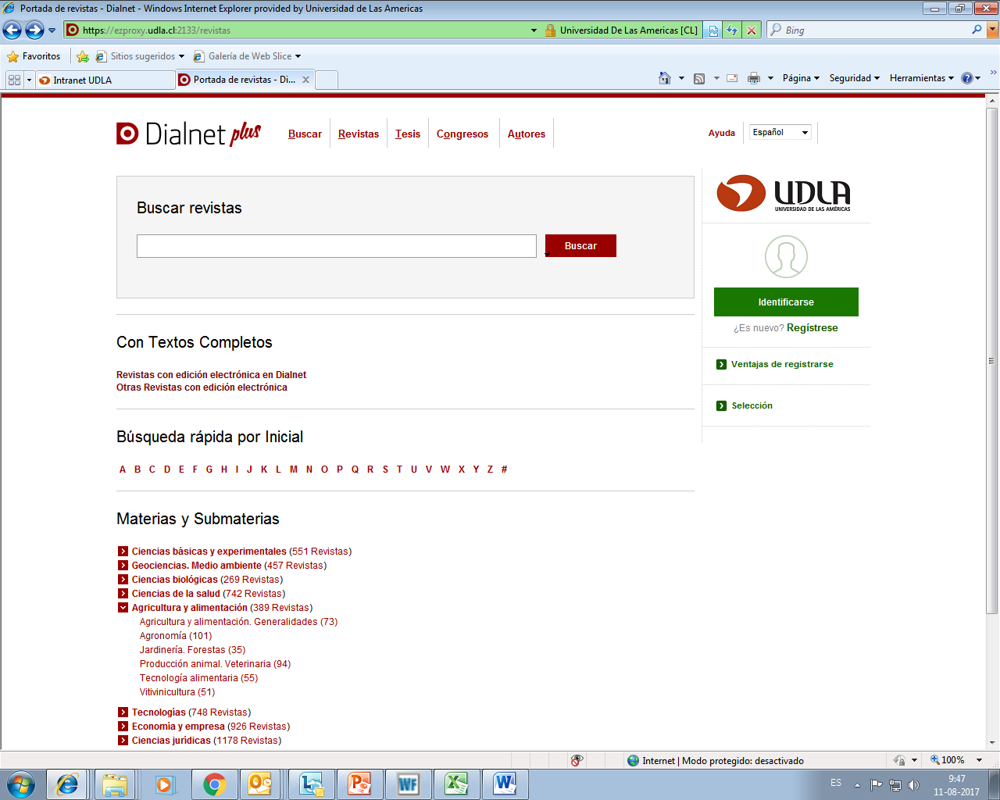 Portada de revistas - Dialnet - Windows Internet Explorer provided by Universidad de Las Americas
https://ezproxy.udla.cl:2133/revistas
Universidad De Las Americas [CL]
Bing
Favoritos
Sitios sugeridos
Galería de Web Slice
Intranet UDLA
Portada de revistas - Di...
Página
Seguridad
Herramientas
Dialnet plus
Buscar
Revistas
Tesis
Congresos
Autores
Ayuda
Español
Buscar revistas
Buscar
UDLA
UNIVERSIDAD DE LAS AMÉRICAS
Identificarse
¿Es nuevo? Regístrese
Ventajas de registrarse
Selección
Con Textos Completos
Revistas con edición electrónica en Dialnet
Otras Revistas con edición electrónica
Búsqueda rápida por Inicial
A B C D E F G H I J K L M N O P Q R S T U V W X Y Z #
Materias y Submaterias
Ciencias básicas y experimentales (551 Revistas)
Geociencias. Medio ambiente (457 Revistas)
Ciencias biológicas (269 Revistas)
Ciencias de la salud (742 Revistas)
Agricultura y alimentación (389 Revistas)
Agricultura y alimentación. Generalidades (73)
Agronomía (101)
Jardinería. Forestas (35)
Producción animal. Veterinaria (94)
Tecnología alimentaria (55)
Vitivinicultura (51)
Tecnologías (748 Revistas)
Economía y empresa (926 Revistas)
Ciencias jurídicas (1178 Revistas)
Internet | Modo protegido: desactivado
100%
WF
ES
9:47
11-08-2017